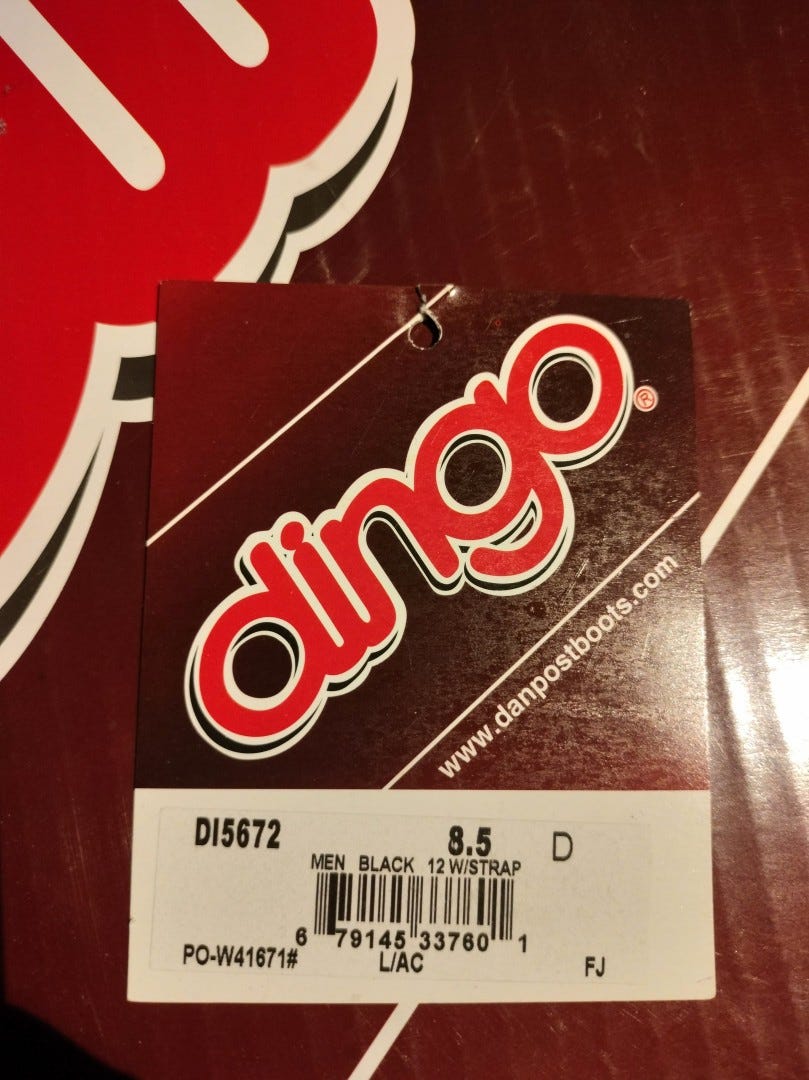 dingo®
www.danpostboots.com
DI5672 8.5 D
MEN BLACK 12 W/STRAP
6 79145 33760 1
PO-W41671# L/AC FJ